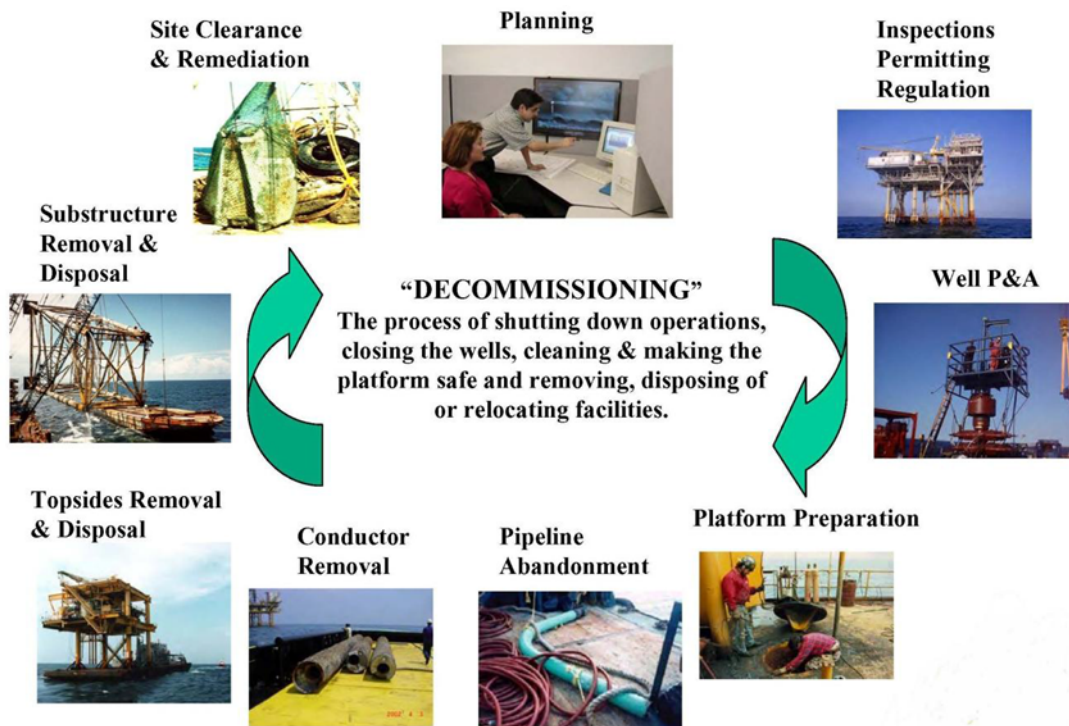 Planning
Inspections
Permitting
Regulation
Well P&A
Platform Preparation
Pipeline
Abandonment
Conductor
Removal
Topsides Removal
& Disposal
Substructure
Removal &
Disposal
Site Clearance
& Remediation
“DECOMMISSIONING”
The process of shutting down operations,
closing the wells, cleaning & making the
platform safe and removing, disposing of
or relocating facilities.